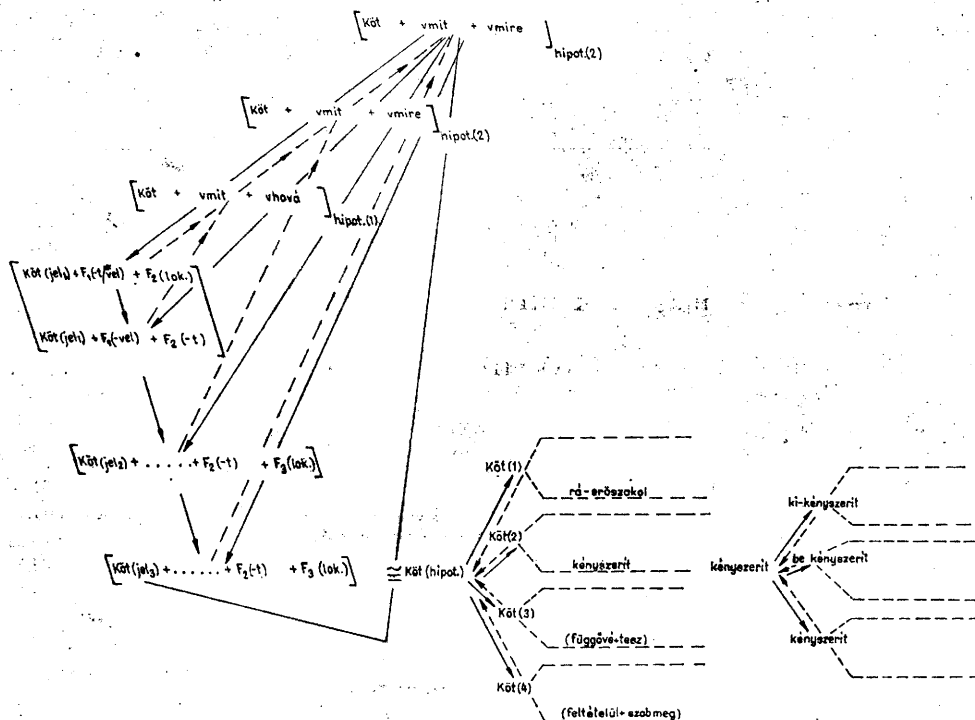 [Köt + vmit + vmire ]hipot.(2)
[Köt + vmit + vmire ]hipot.(2)
[Köt + vmit + vhová ]hipot.(1)
[Köt (jel₁) + F₁(-t/-vel) + F₂ (lok.)
Köt (jel₁) + F₁(-vel) + F₂ (-t) ]
[Köt (jel₂) + ..... + F₂ (-t) + F₃ (lok.)]
[Köt (jel₃) + ...... + F₂ (-t) + F₃ (lok.)] ≅ Köt (hipot.)
Köt (1)
rá-erőszakol
Köt (2)
kényszerít
Köt (3)
(függővé+tesz)
Köt (4)
(feltételül+szab meg)
kényszerít
ki-kényszerít
be kényszerít
kényszerít